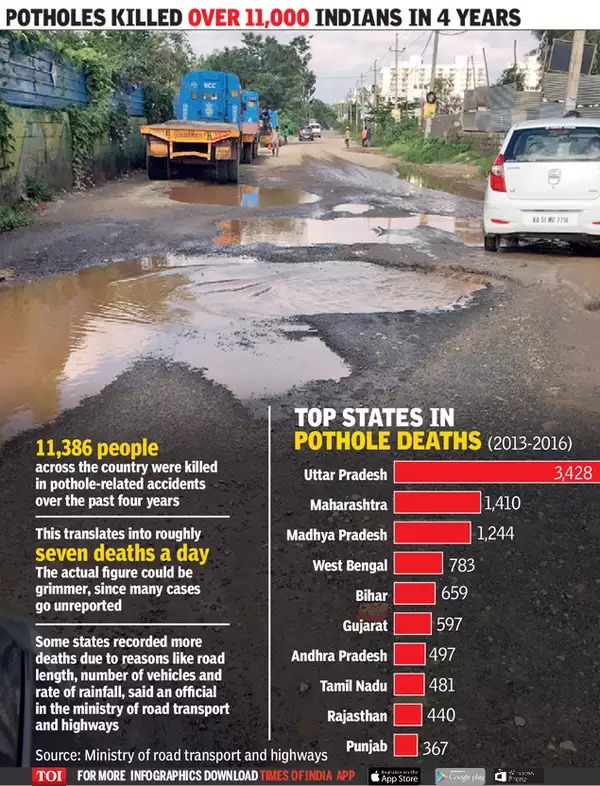 POTHOLES KILLED OVER 11,000 INDIANS IN 4 YEARS
11,386 people
across the country were killed
in pothole-related accidents
over the past four years
This translates into roughly
seven deaths a day
The actual figure could be
grimmer, since many cases
go unreported
Some states recorded more
deaths due to reasons like road
length, number of vehicles and
rate of rainfall, said an official
in the ministry of road transport
and highways
TOP STATES IN
POTHOLE DEATHS (2013-2016)
Uttar Pradesh 3,428
Maharashtra 1,410
Madhya Pradesh 1,244
West Bengal 783
Bihar 659
Gujarat 597
Andhra Pradesh 497
Tamil Nadu 481
Rajasthan 440
Punjab 367
Source: Ministry of road transport and highways
TOI FOR MORE INFOGRAPHICS DOWNLOAD TIMES OF INDIA APP
Available on the
App Store
Google play
Windows
Phone